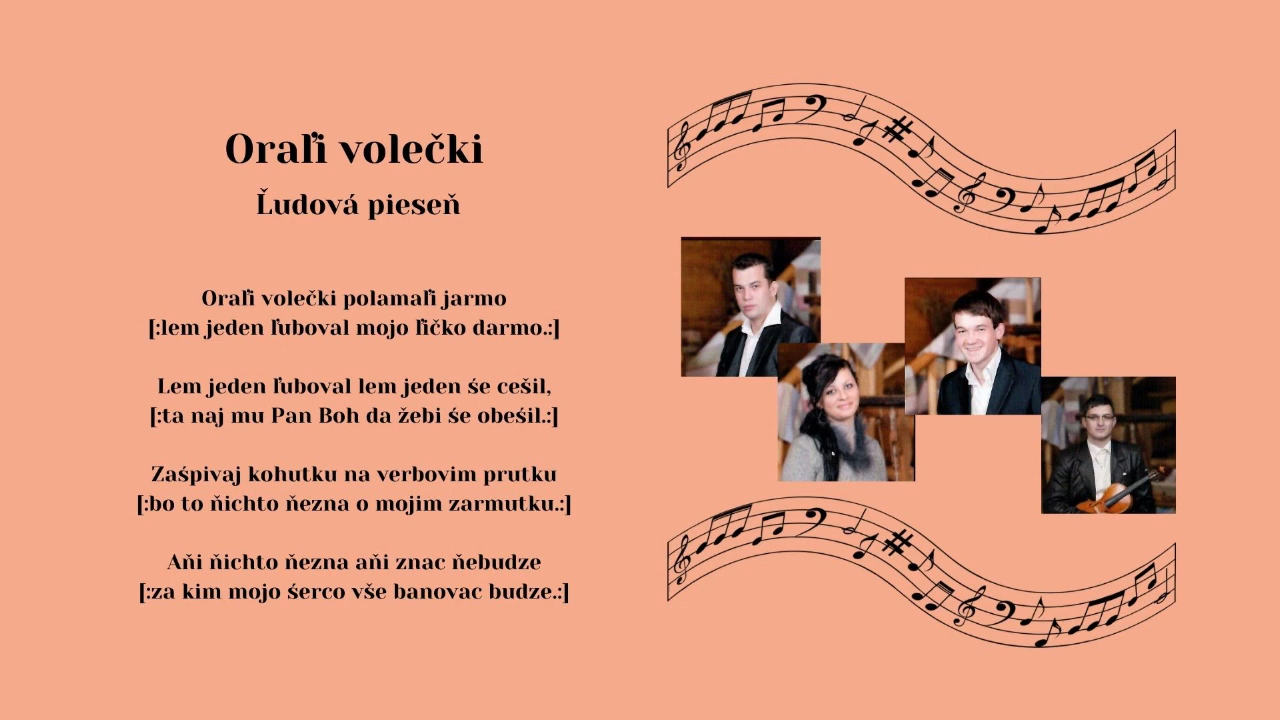 Oraľi volečki
Ľudová pieseň
Oraľi volečki polamaľi jarmo
[:lem jeden ľuboval mojo ľičko darmo.:]
Lem jeden ľuboval lem jeden śe cešil,
[:ta naj mu Pan Boh da žebi śe obeśil.:]
Zaśpivaj kohutku na verbovim prutku
[:bo to ňichto ňezna o mojim zarmutku.:]
Aňi ňichto ňezna aňi znac ňebudze
[:za kim mojo śerco vše banovac budze.:]